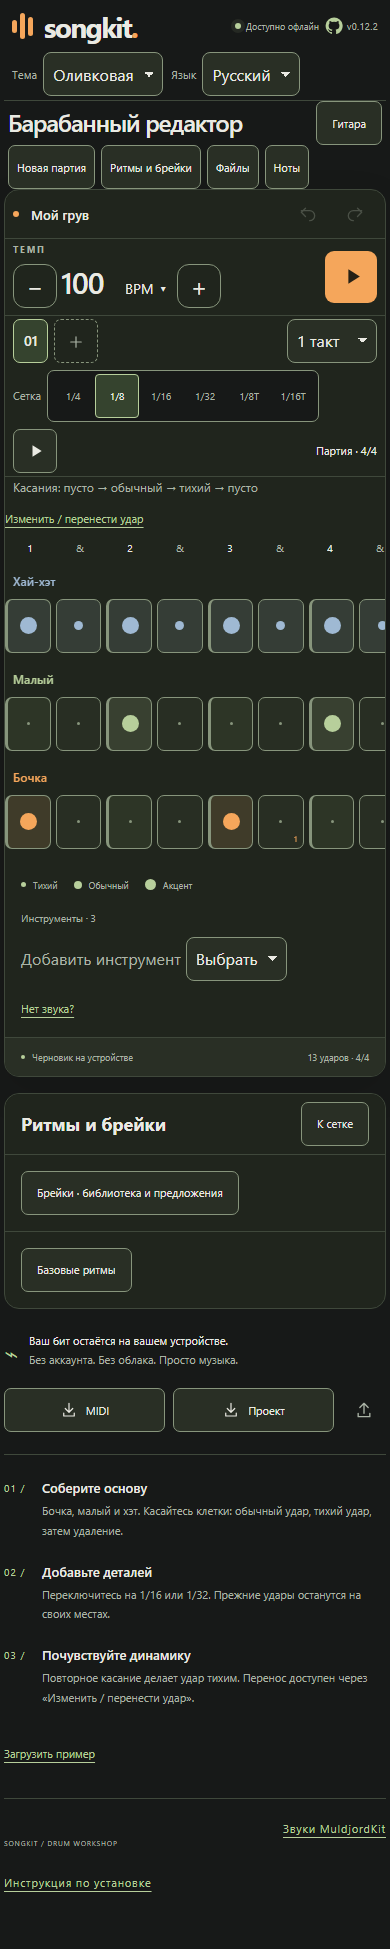 songkit.
Доступно офлайн v0.12.2
Тема Оливковая Язык Русский
Барабанный редактор Гитара
Новая партия Ритмы и брейки Файлы Ноты
Мой грув
ТЕМП
− 100 BPM ▾ +
01 + 1 такт
Сетка 1/4 1/8 1/16 1/32 1/8T 1/16T
Партия · 4/4
Касания: пусто → обычный → тихий → пусто
Изменить / перенести удар
1 & 2 & 3 & 4 &
Хай-хэт
Малый
Бочка
1
Тихий Обычный Акцент
Инструменты · 3
Добавить инструмент Выбрать
Нет звука?
Черновик на устройстве 13 ударов · 4/4
Ритмы и брейки К сетке
Брейки · библиотека и предложения
Базовые ритмы
Ваш бит остаётся на вашем устройстве.
Без аккаунта. Без облака. Просто музыка.
MIDI Проект
01 / Соберите основу
Бочка, малый и хэт. Касайтесь клетки: обычный удар, тихий удар,
затем удаление.
02 / Добавьте деталей
Переключитесь на 1/16 или 1/32. Прежние удары останутся на
своих местах.
03 / Почувствуйте динамику
Повторное касание делает удар тихим. Перенос доступен через
«Изменить / перенести удар».
Загрузить пример
Звуки MuldjordKit
SONGKIT / DRUM WORKSHOP
Инструкция по установке